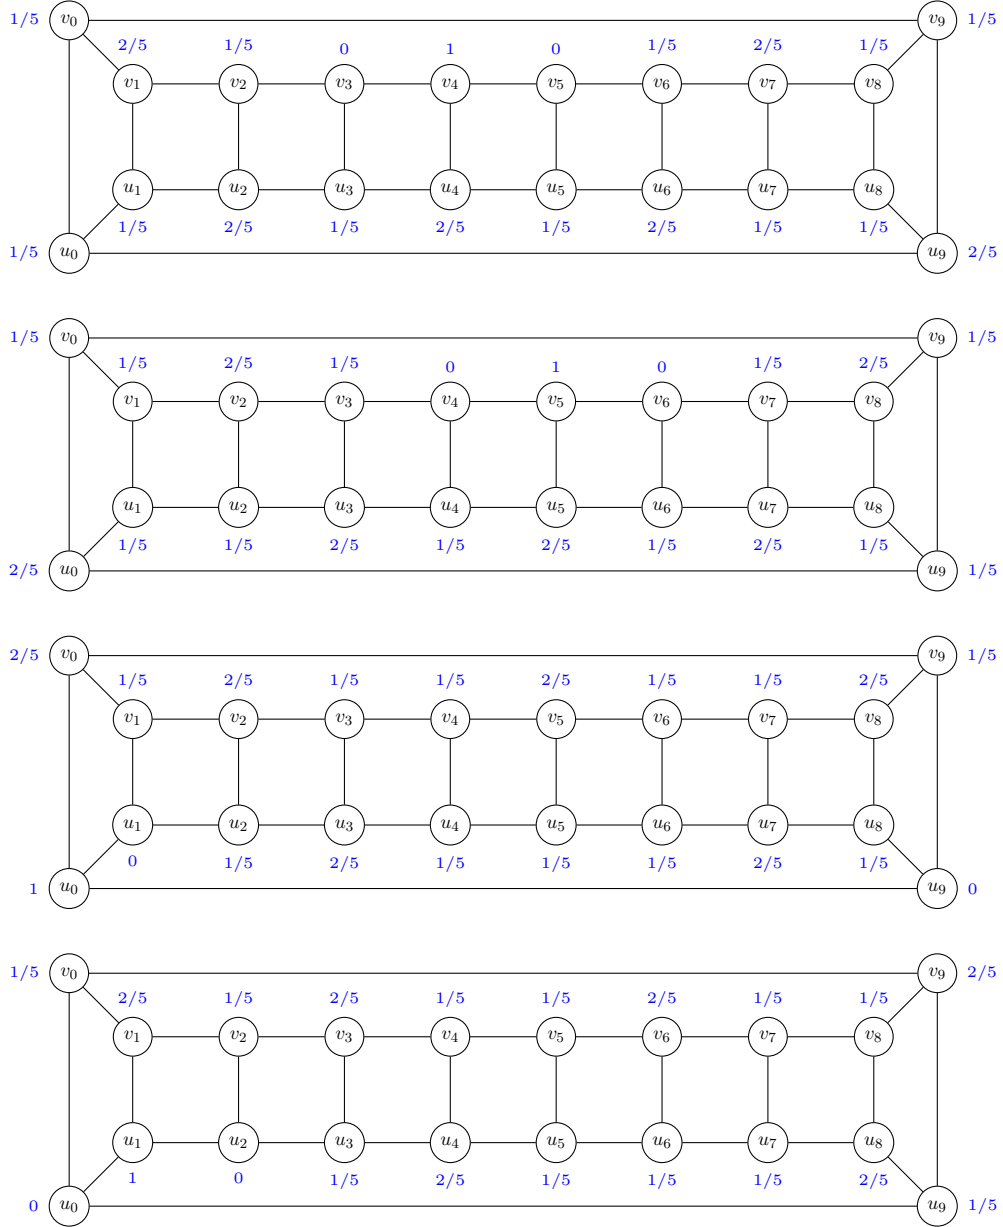 1/5 v₀ v₉ 1/5
2/5 1/5 0 1 0 1/5 2/5 1/5
v₁ v₂ v₃ v₄ v₅ v₆ v₇ v₈
u₁ u₂ u₃ u₄ u₅ u₆ u₇ u₈
1/5 2/5 1/5 2/5 1/5 2/5 1/5 1/5
1/5 u₀ u₉ 2/5
1/5 v₀ v₉ 1/5
1/5 2/5 1/5 0 1 0 1/5 2/5
v₁ v₂ v₃ v₄ v₅ v₆ v₇ v₈
u₁ u₂ u₃ u₄ u₅ u₆ u₇ u₈
1/5 1/5 2/5 1/5 2/5 1/5 2/5 1/5
2/5 u₀ u₉ 1/5
2/5 v₀ v₉ 1/5
1/5 2/5 1/5 1/5 2/5 1/5 1/5 2/5
v₁ v₂ v₃ v₄ v₅ v₆ v₇ v₈
u₁ u₂ u₃ u₄ u₅ u₆ u₇ u₈
0 1/5 2/5 1/5 1/5 1/5 2/5 1/5
1 u₀ u₉ 0
1/5 v₀ v₉ 2/5
2/5 1/5 2/5 1/5 1/5 2/5 1/5 1/5
v₁ v₂ v₃ v₄ v₅ v₆ v₇ v₈
u₁ u₂ u₃ u₄ u₅ u₆ u₇ u₈
1 0 1/5 2/5 1/5 1/5 1/5 2/5
0 u₀ u₉ 1/5